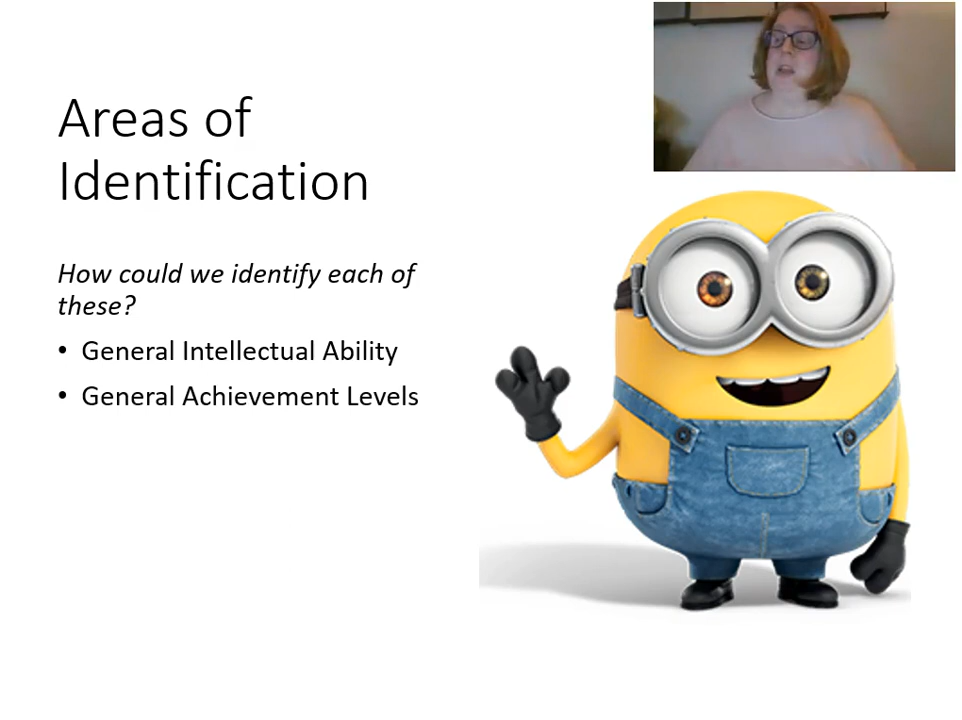 Areas of
Identification
How could we identify each of
these?
• General Intellectual Ability
• General Achievement Levels